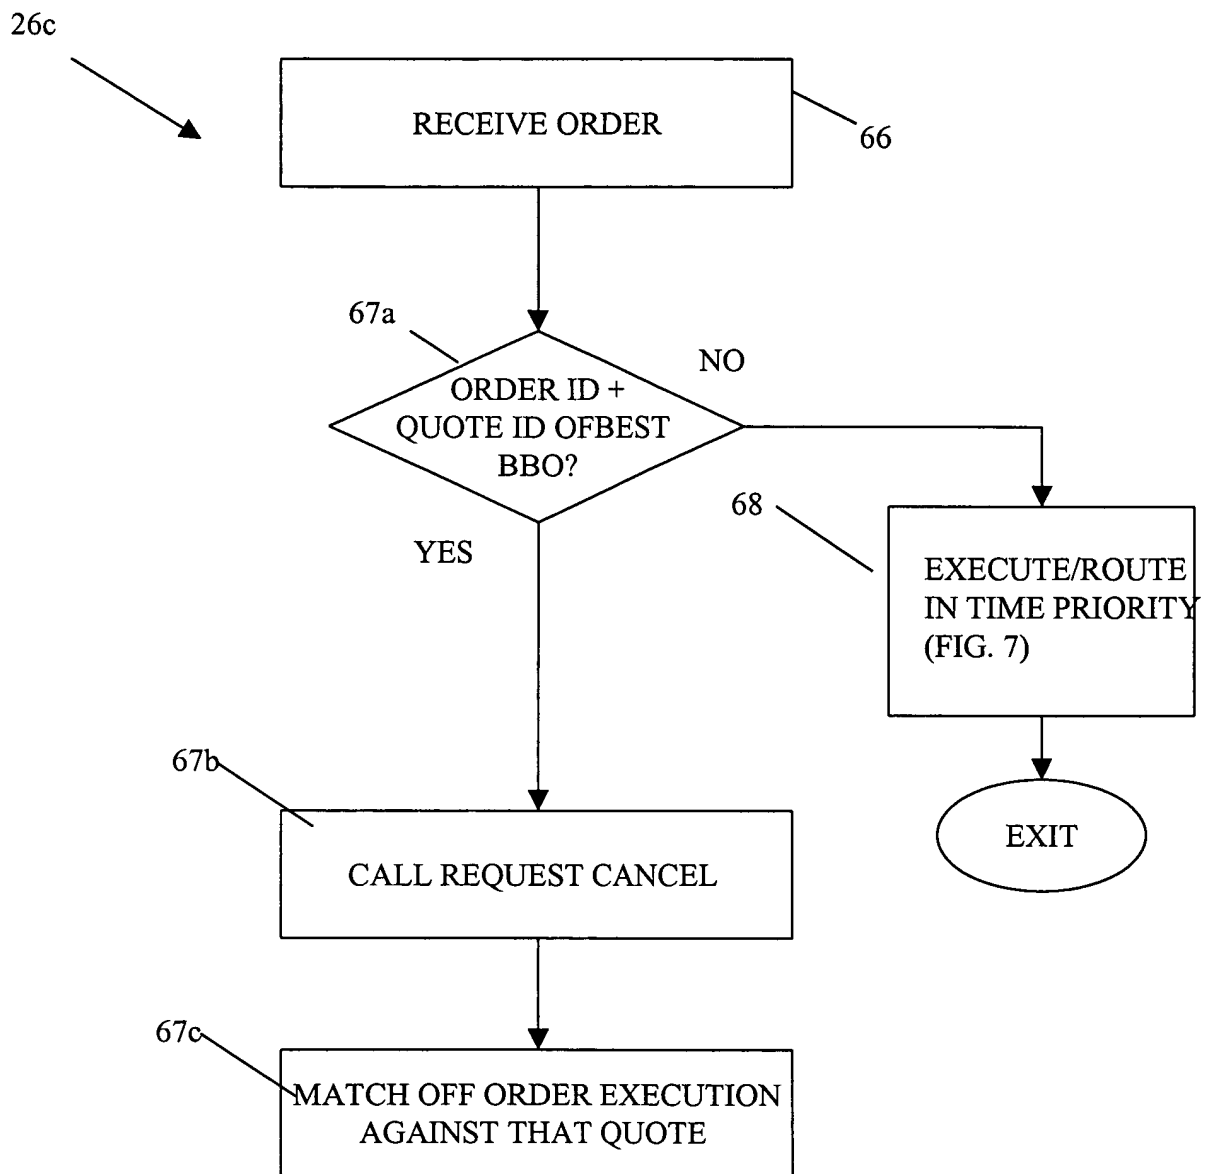 26c
RECEIVE ORDER
66
67a
NO
ORDER ID +
QUOTE ID OFBEST
BBO?
68
YES
EXECUTE/ROUTE
IN TIME PRIORITY
(FIG. 7)
67b
EXIT
CALL REQUEST CANCEL
67c
MATCH OFF ORDER EXECUTION
AGAINST THAT QUOTE